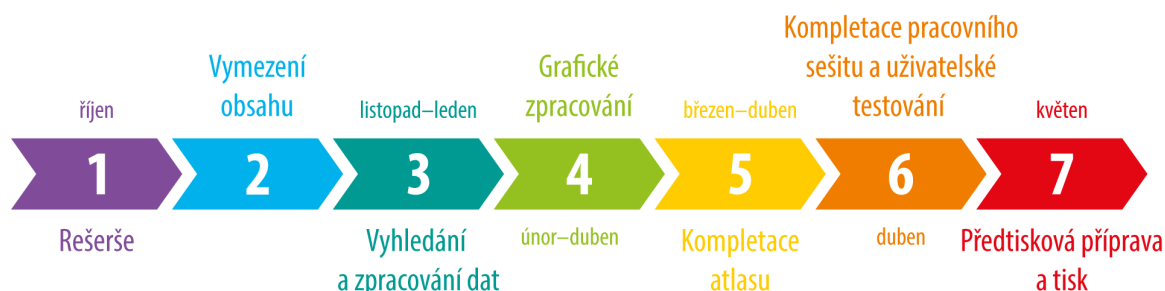 říjen
1
Rešerše
Vymezení
obsahu
2
listopad–leden
3
Vyhledání
a zpracování dat
Grafické
zpracování
4
únor–duben
březen–duben
5
Kompletace
atlasu
Kompletace pracovního
sešitu a uživatelské
testování
6
duben
květen
7
Předtisková příprava
a tisk